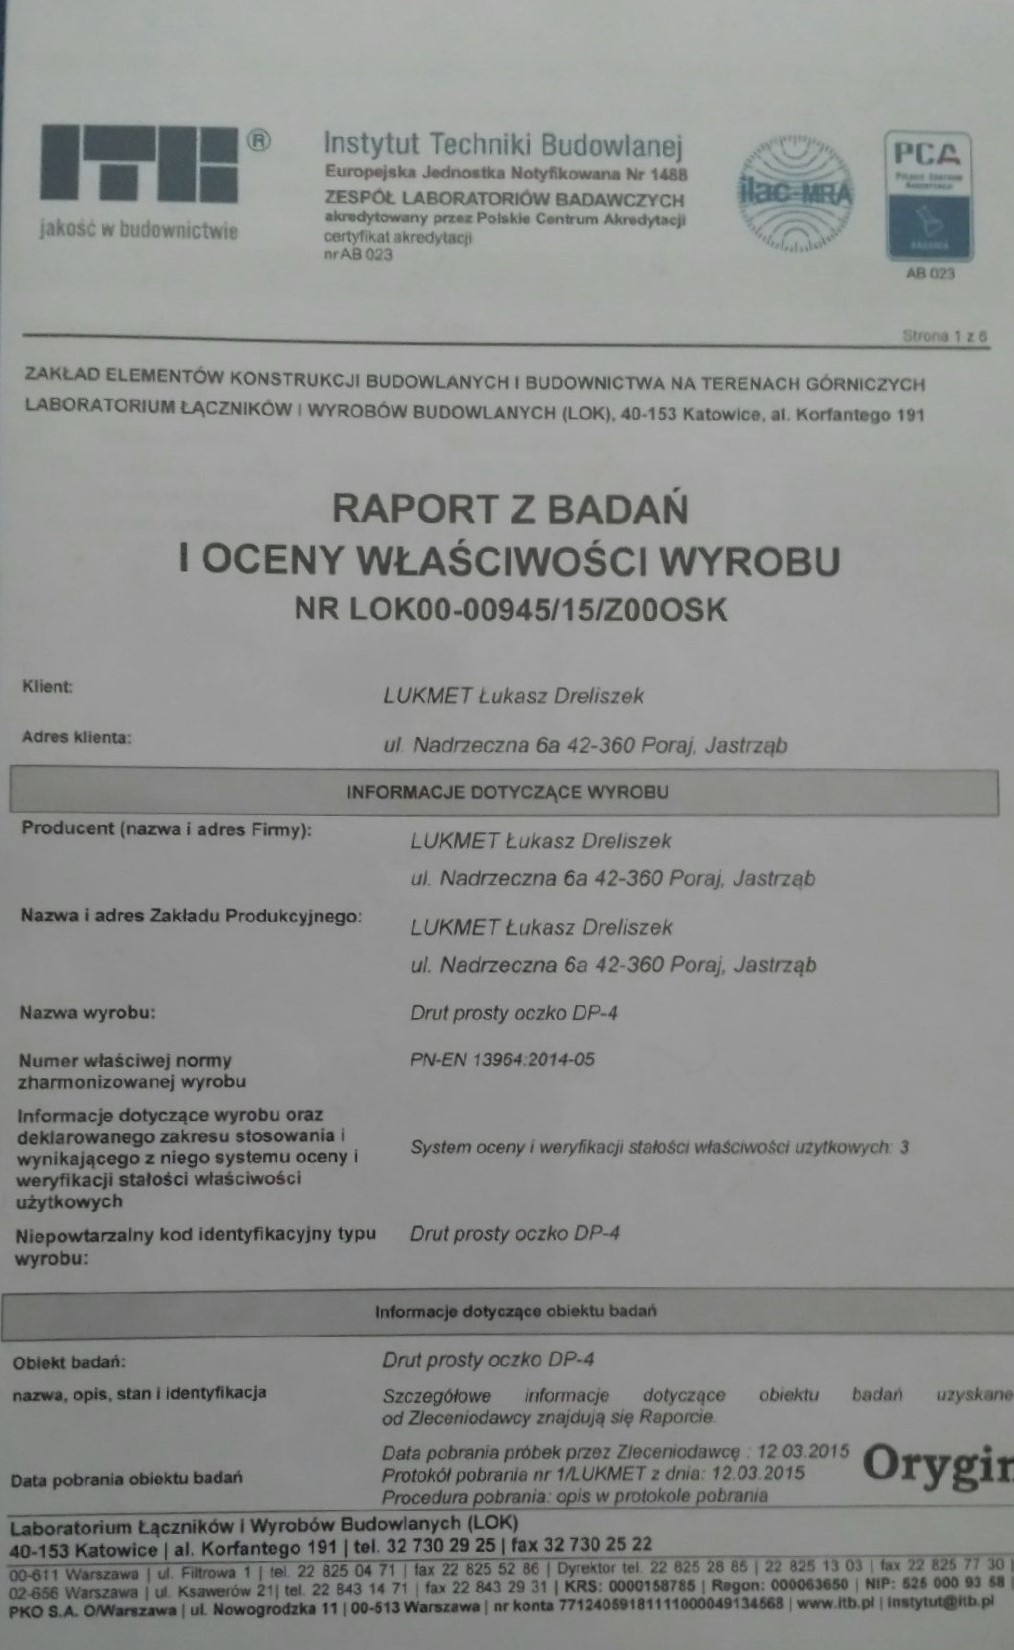 ITB ®
jakość w budownictwie
Instytut Techniki Budowlanej
Europejska Jednostka Notyfikowana Nr 1488
ZESPÓŁ LABORATORIÓW BADAWCZYCH
akredytowany przez Polskie Centrum Akredytacji
certyfikat akredytacji
nr AB 023
ilac-MRA
PCA
POLSKIE CENTRUM
AKREDYTACJI
BADANIA
AB 023
Strona 1 z 6
ZAKŁAD ELEMENTÓW KONSTRUKCJI BUDOWLANYCH I BUDOWNICTWA NA TERENACH GÓRNICZYCH
LABORATORIUM ŁĄCZNIKÓW I WYROBÓW BUDOWLANYCH (LOK), 40-153 Katowice, al. Korfantego 191
RAPORT Z BADAŃ
I OCENY WŁAŚCIWOŚCI WYROBU
NR LOK00-00945/15/Z00OSK
Klient: LUKMET Łukasz Dreliszek
Adres klienta: ul. Nadrzeczna 6a 42-360 Poraj, Jastrząb
INFORMACJE DOTYCZĄCE WYROBU
Producent (nazwa i adres Firmy): LUKMET Łukasz Dreliszek
ul. Nadrzeczna 6a 42-360 Poraj, Jastrząb
Nazwa i adres Zakładu Produkcyjnego: LUKMET Łukasz Dreliszek
ul. Nadrzeczna 6a 42-360 Poraj, Jastrząb
Nazwa wyrobu: Drut prosty oczko DP-4
Numer właściwej normy PN-EN 13964:2014-05
zharmonizowanej wyrobu
Informacje dotyczące wyrobu oraz
deklarowanego zakresu stosowania i
wynikającego z niego systemu oceny i
weryfikacji stałości właściwości
użytkowych
System oceny i weryfikacji stałości właściwości użytkowych: 3
Niepowtarzalny kod identyfikacyjny typu Drut prosty oczko DP-4
wyrobu:
Informacje dotyczące obiektu badań
Obiekt badań: Drut prosty oczko DP-4
nazwa, opis, stan i identyfikacja Szczegółowe informacje dotyczące obiektu badań uzyskane
od Zleceniodawcy znajdują się Raporcie.
Data pobrania próbek przez Zleceniodawcę : 12.03.2015
Data pobrania obiektu badań Protokół pobrania nr 1/LUKMET z dnia: 12.03.2015
Procedura pobrania: opis w protokole pobrania
Orygin
Laboratorium Łączników i Wyrobów Budowlanych (LOK)
40-153 Katowice | al. Korfantego 191 | tel. 32 730 29 25 | fax 32 730 25 22
00-611 Warszawa | ul. Filtrowa 1 | tel. 22 825 04 71 | fax 22 825 52 86 | Dyrektor tel. 22 825 28 85 | 22 825 13 03 | fax 22 825 77 30 |
02-656 Warszawa | ul. Ksawerów 21| tel. 22 843 14 71 | fax 22 843 29 31 | KRS: 0000158785 | Regon: 000063650 | NIP: 525 000 93 58 |
PKO S.A. O/Warszawa | ul. Nowogrodzka 11 | 00-513 Warszawa | nr konta 77124059181111000049134568 | www.itb.pl | instytut@itb.pl